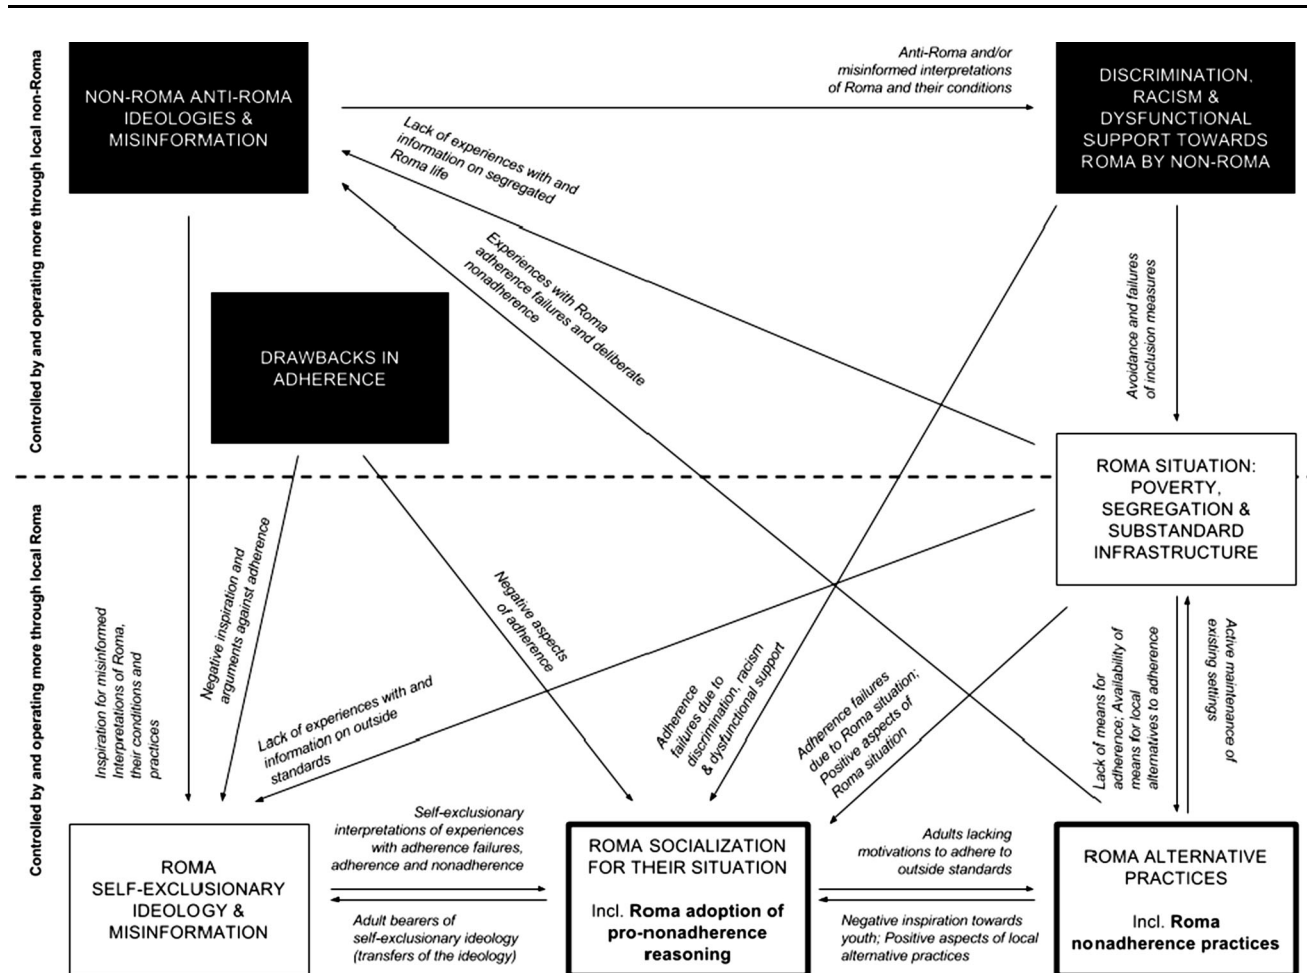 Controlled by and operating more through local non-Roma
NON-ROMA ANTI-ROMA
IDEOLOGIES &
MISINFORMATION
Anti-Roma and/or
misinformed interpretations
of Roma and their conditions
DISCRIMINATION,
RACISM &
DYSFUNCTIONAL
SUPPORT TOWARDS
ROMA BY NON-ROMA
Lack of experiences with and
information on segregated
Roma life
Experiences with Roma
adherence failures and deliberate
nonadherence
Avoidance and failures
of inclusion measures
DRAWBACKS IN
ADHERENCE
ROMA SITUATION:
POVERTY,
SEGREGATION &
SUBSTANDARD
INFRASTRUCTURE
Controlled by and operating more through local Roma
Inspiration for misinformed
Interpretations of Roma,
their conditions and
practices
Negative inspiration and
arguments against adherence
Negative aspects
of adherence
Lack of experiences with and
information on outside
standards
Adherence
failures due to
discrimination, racism
& dysfunctional support
Adherence failures
due to Roma situation;
Positive aspects of
Roma situation
Lack of means for
adherence; Availability of
means for local
alternatives to adherence
Active maintenance of
existing settings
ROMA
SELF-EXCLUSIONARY
IDEOLOGY &
MISINFORMATION
Self-exclusionary
interpretations of experiences
with adherence failures,
adherence and nonadherence
Adult bearers of
self-exclusionary ideology
(transfers of the ideology)
ROMA SOCIALIZATION
FOR THEIR SITUATION
Incl. Roma adoption of
pro-nonadherence
reasoning
Adults lacking
motivations to adhere to
outside standards
Negative inspiration towards
youth; Positive aspects of local
alternative practices
ROMA ALTERNATIVE
PRACTICES
Incl. Roma
nonadherence practices